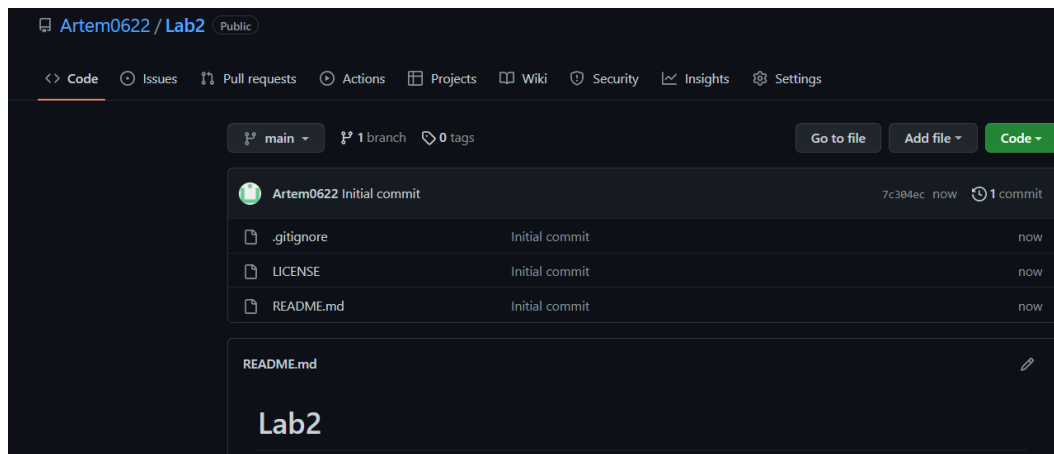 Artem0622 / Lab2 Public
Code Issues Pull requests Actions Projects Wiki Security Insights Settings
main 1 branch 0 tags Go to file Add file Code
Artem0622 Initial commit 7c304ec now 1 commit
.gitignore Initial commit now
LICENSE Initial commit now
README.md Initial commit now
README.md
Lab2